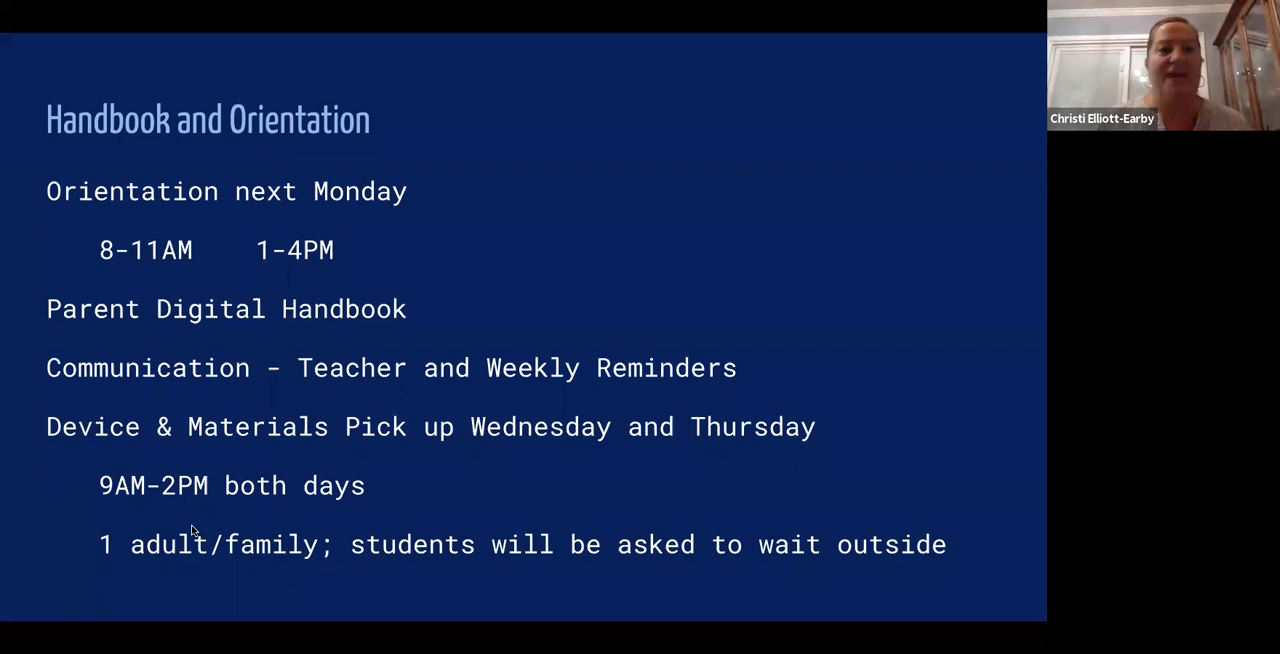 Handbook and Orientation
Orientation next Monday
8-11AM 1-4PM
Parent Digital Handbook
Communication - Teacher and Weekly Reminders
Device & Materials Pick up Wednesday and Thursday
9AM-2PM both days
1 adult/family; students will be asked to wait outside
Christi Elliott-Earby